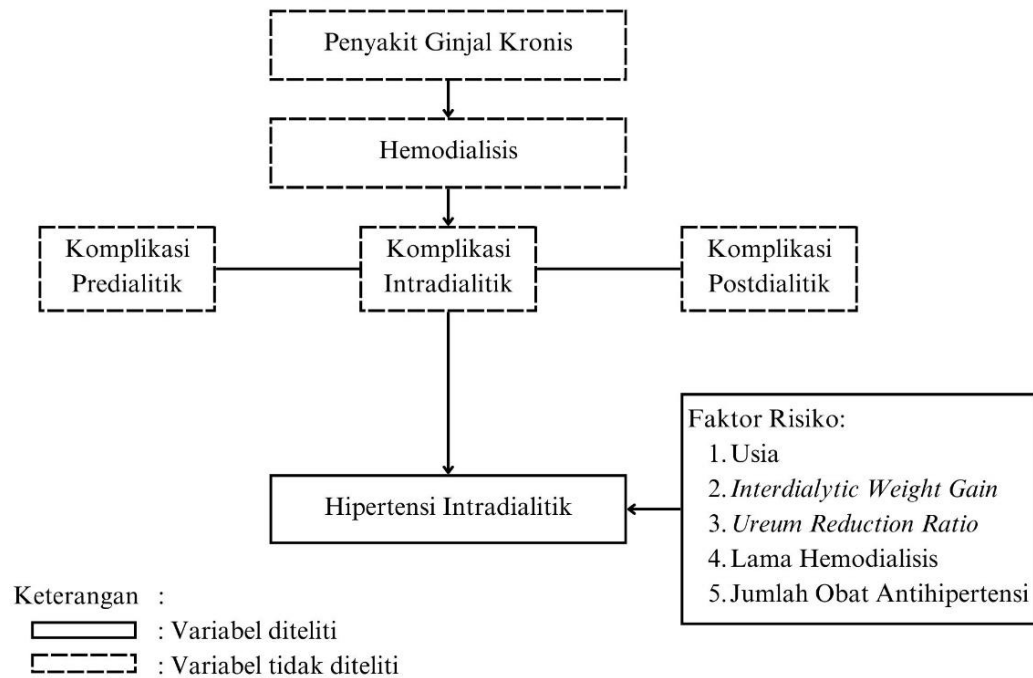 Penyakit Ginjal Kronis
Hemodialisis
Komplikasi
Predialitik
Komplikasi
Intradialitik
Komplikasi
Postdialitik
Faktor Risiko:
1. Usia
2. Interdialytic Weight Gain
3. Ureum Reduction Ratio
4. Lama Hemodialisis
5. Jumlah Obat Antihipertensi
Hipertensi Intradialitik
Keterangan :
: Variabel diteliti
: Variabel tidak diteliti